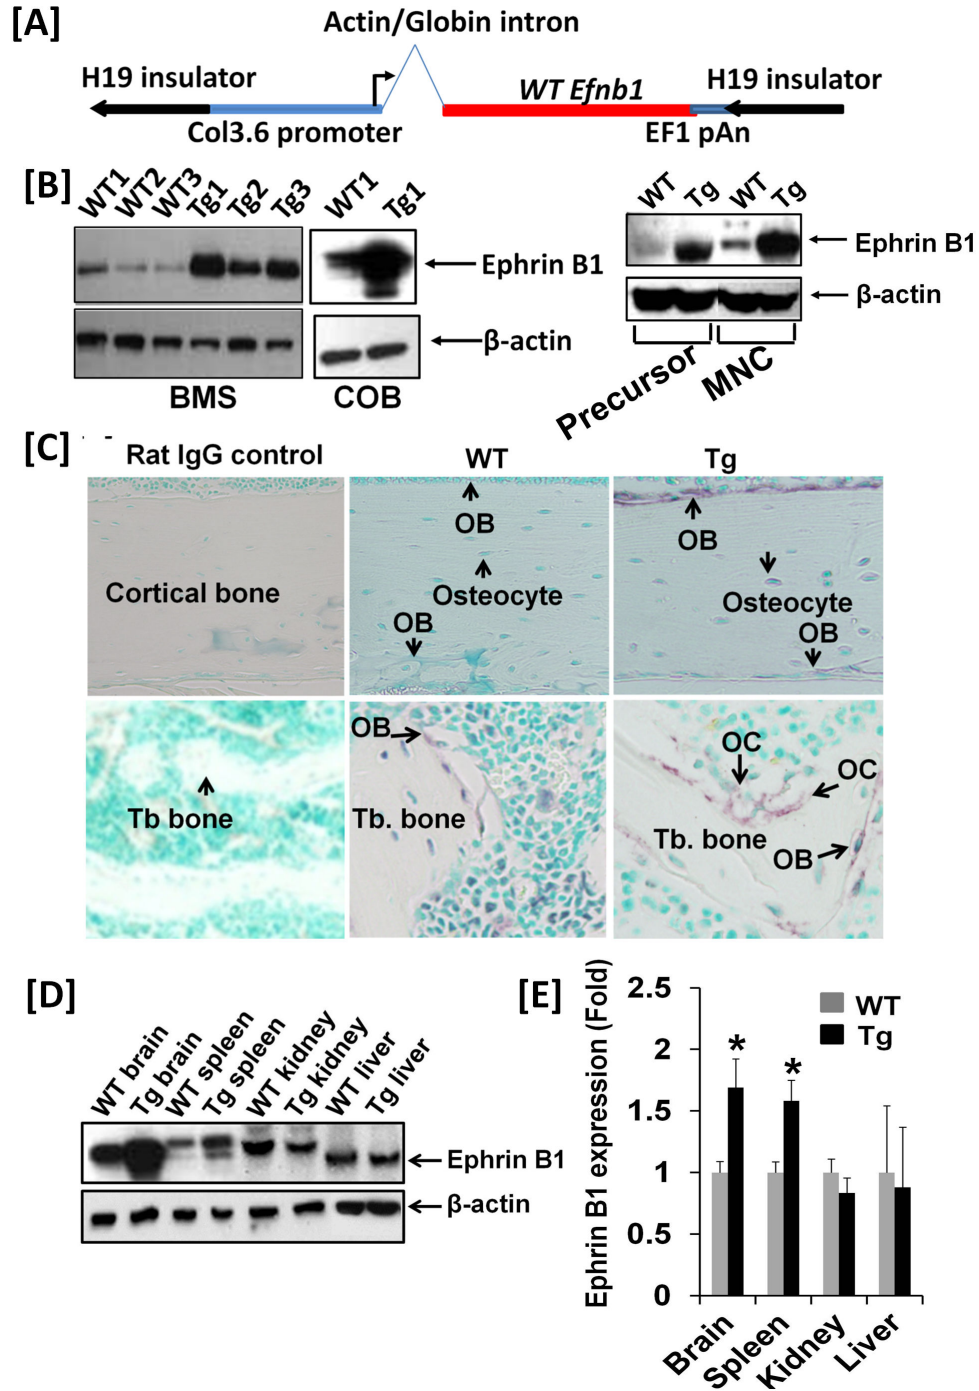 [A]
Actin/Globin intron
H19 insulator
WT Efnb1
H19 insulator
Col3.6 promoter
EF1 pAn
[B]
WT1 WT2 WT3 Tg1 Tg2 Tg3
WT1 Tg1
WT Tg WT Tg
Ephrin B1
Ephrin B1
β-actin
β-actin
BMS
COB
Precursor
MNC
[C]
Rat IgG control
WT
Tg
Cortical bone
OB
Osteocyte
OB
OB
Osteocyte
OB
Tb bone
OB
Tb. bone
OC
OC
Tb. bone
OB
[D]
WT brain
Tg brain
WT spleen
Tg spleen
WT kidney
Tg kidney
WT liver
Tg liver
Ephrin B1
β-actin
[E]
Ephrin B1 expression (Fold)
2.5
2
1.5
1
0.5
0
WT
Tg
*
*
Brain
Spleen
Kidney
Liver